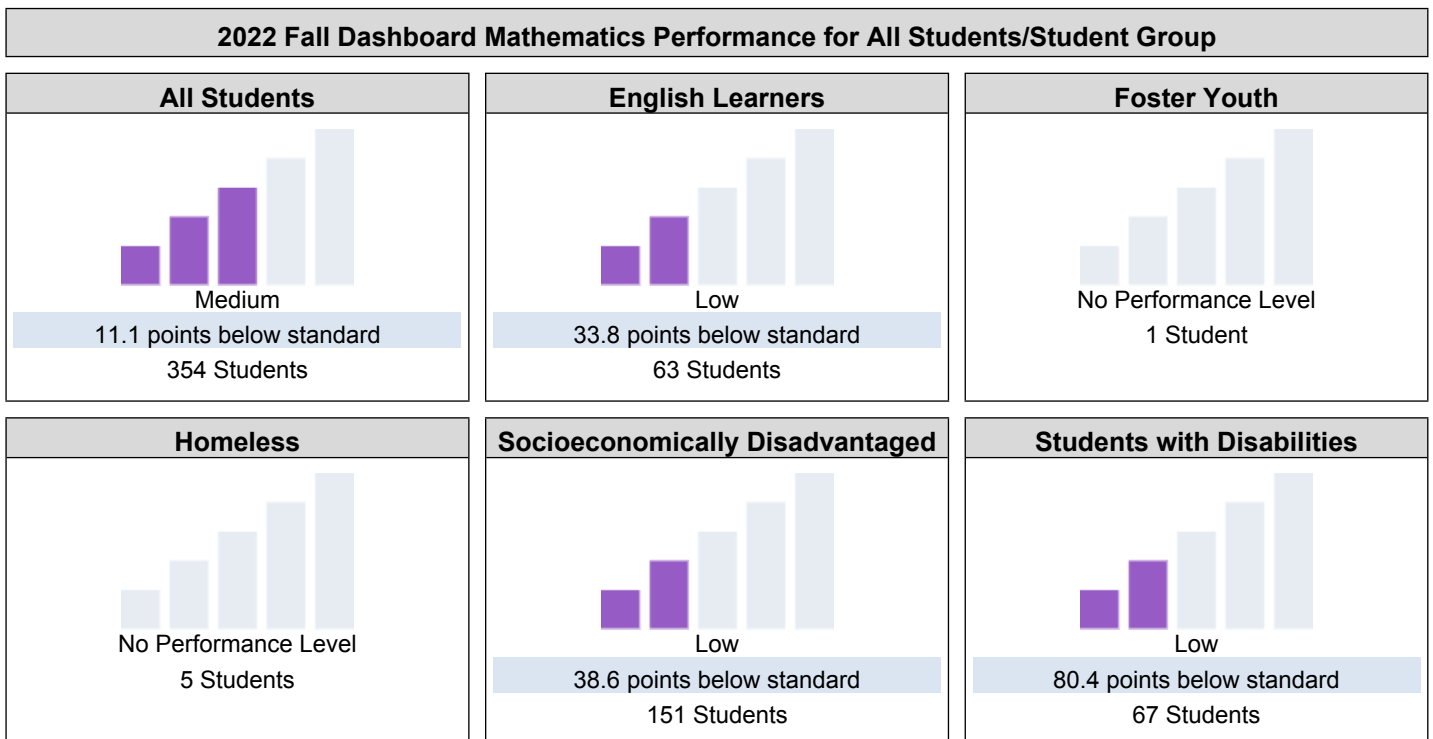 2022 Fall Dashboard Mathematics Performance for All Students/Student Group
All Students
Medium
11.1 points below standard
354 Students
English Learners
Low
33.8 points below standard
63 Students
Foster Youth
No Performance Level
1 Student
Homeless
No Performance Level
5 Students
Socioeconomically Disadvantaged
Low
38.6 points below standard
151 Students
Students with Disabilities
Low
80.4 points below standard
67 Students